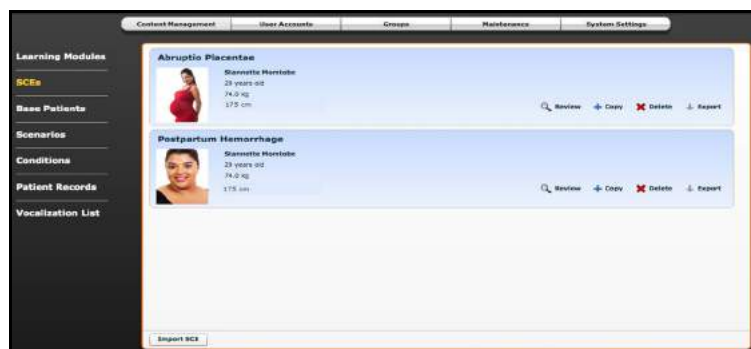 Content Management
User Accounts
Groups
Maintenance
System Settings
Learning Modules
SCEs
Base Patients
Scenarios
Conditions
Patient Records
Vocalization List
Abruptio Placentae
29 years old
74.0 kg
175 cm
Review
Copy
Delete
Export
Postpartum Hemorrhage
29 years old
74.0 kg
175 cm
Review
Copy
Delete
Export
Import SCE